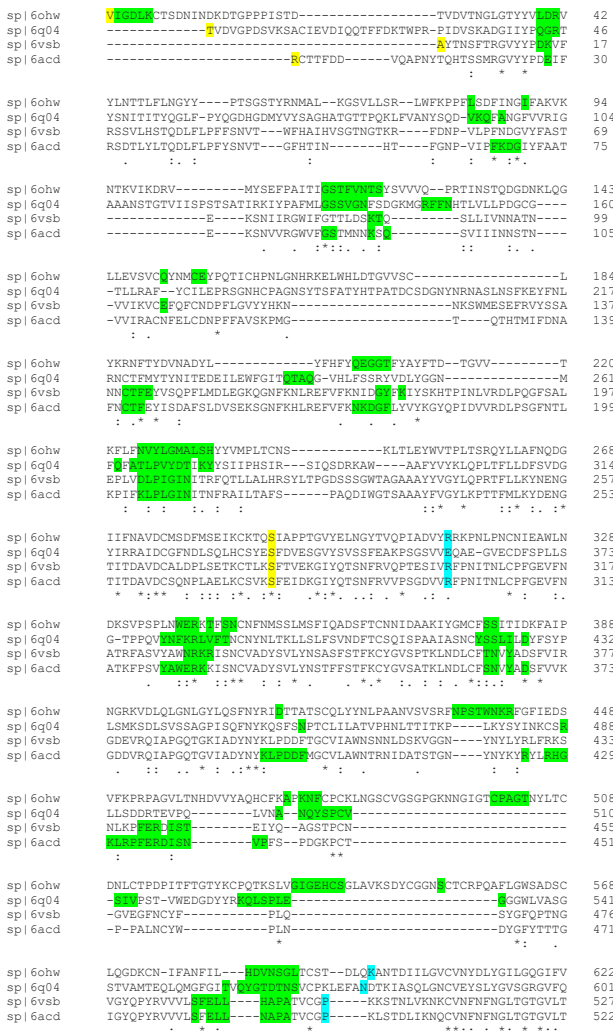 sp|6ohw VIGDLKCTSDNINDKDTGPPPISTD---------------TVDVTNGLGTYYVLDRV 42
sp|6q04 ------------TVDVGPDSVKSACIEVDIQQTFFDKTWPRP-IDVSKADGIIYPQGRT 46
sp|6vsb -----------------------------------------AYTNSFTRGVYYPDKVF 17
sp|6acd -----------------------RCTTFDD------VQAPNYTQHTSSMRGVYYPDEIF 30
: * *
sp|6ohw YLNTTLFLNGYY----PTSGSTYRNMAL--KGSVLLSR-LWFKPPFLSDFINGIFAKVK 94
sp|6q04 YSNITITYQGLF-PYQGDHGDMYVYSAGHATGTTPQKLFVANYSQD-VKQFANGFVVRIG 104
sp|6vsb RSSVLHSTQDLFLPFFSNVT---WFHAIHVSGTNGTKR----FDNP-VLPFNDGVYFAST 69
sp|6acd RSDTLYLTQDLFLPFYSNVT---GFHTIN-------HT----FGNP-VIPFKDGIYFAAT 75
. :. : : : * :*.
sp|6ohw NTKVIKDRV------------MYSEFPAITIGSTFVNTSYSVVVQ--PRTINSTQDGDNKLQG 143
sp|6q04 AAANSTGTVIISPSTSATIRKIYPAFMLGSSVGNFSDGKMGRFFNHTLVLLPDGCG---- 160
sp|6vsb -------------E----KSNIIRGWIFGTTLDSKTQ------SLLIVNNATN------- 99
sp|6acd -------------E----KSNVVRGWVFGSTMNNKSQ------SVIIINNSTN------- 105
. . :*::. . : :: :.
sp|6ohw LLEVSVCQYNMCEYPQTICHPNLGNHRKELWHLDTGVVSC-------------------L 184
sp|6q04 -TLLRAF-YCILEPRSGNHCPAGNSYTSFATYHTPATDCSDGNYNRNASLNSFKEYFNL 217
sp|6vsb -VVIKVCEFQFCNDPFLGVYYHKN-------------NKSWMESEFRVYSSA 137
sp|6acd -VVIRACNFELCDNPFFAVSKPMG-------------------T--QTHTMIFDNA 139
: . * .
sp|6ohw YKRNFTYDVNADYL---------YFHFYQEGGTFYAYFTD--TGVV------T 220
sp|6q04 RNCTFMYTYNITEDEILEWFGITQTAQG-VHLFSSRYVDLYGGN---------M 261
sp|6vsb NNCTFEYVSQPFLMDLEGKQGNFKNLREFVFKNIDGYFKIYSKHTPINLVRDLPQGFSAL 197
sp|6acd FNCTFEYISDAFSLDVSEKSGNFKHLREFVFKNKDGFLYVYKGYQPIDVVRDLPSGFNTL 199
: .* * : . *
sp|6ohw KFLFNVYLGMALSHYYVMPLTCNS---------KLTLEYWVTPLTSRQYLLAFNQDG 268
sp|6q04 FQFATLPVYDTIKYYSIIPHSIR---SIQSDRKAW----AAFYVYKLQPLTFLLDFSVDG 314
sp|6vsb EPLVDLPIGINITRFQTLLALHRSYLTPGDSSSGWTAGAAAYYVGYLQPRTFLLKYNENG 257
sp|6acd KPIFKLPLGINITNFRAILTAFS------PAQDIWGTSAAAYFVGYLKPTTFMLKYDENG 253
: : : : ::* : ::* :. :*
sp|6ohw IIFNAVDCMSDFMSEIKCKTQSIAPPTGVYELNGYTVQPIADVYRRKPNLPNCNIEAWLN 328
sp|6q04 YIRRAIDCGFNDLSQLHCSYESFDVESGVYSVSSFEAKPSGSVVEQAE-GVECDFSPLLS 373
sp|6vsb TITDAVDCALDPLSETKCTLKSFTVEKGIYQTSNFRVQPTESIVRFPNITNLCPFGEVFN 317
sp|6acd TITDAVDCSQNPLAELKCSVKSFEIDKGIYQTSNFRVVPSGDVVRFPNITNLCPFGEVFN 313
* *:**: : ::: :* :*: .*:*. ..: . * .: . * : :.
sp|6ohw DKSVPSPLNWERKTFSNCNFNMSSLMSFIQADSFTCNNIDAAKIYGMCFSSITIDKFAIP 388
sp|6q04 G-TPPQVYNFKRLVFTNCNYNLTKLLSLFSVNDFTCSQISPAAIASNCYSSLILDYFSYP 432
sp|6vsb ATRFASVYAWNRKRISNCVADYSVLYNSASFSTFKCYGVSPTKLNDLCFTNVYADSFVIR 377
sp|6acd ATKFPSVYAWERKKISNCVADYSVLYNSTFFSTFKCYGVSATKLNDLCFSNVYADSFVVK 373
. ::* ::** : : * . . *.* :. : : . *::.: * *
sp|6ohw NGRKVDLQLGNLGYLQSFNYRIDTTATSCQLYYNLPAANVSVSRFNPSTWNKRFGFIEDS 448
sp|6q04 LSMKSDLSVSSAGPISQFNYKQSFSNPTCLILATVPHNLTTITKP----LKYSYINKCSR 488
sp|6vsb GDEVRQIAPGQTGKIADYNYKLPDDFTGCVIAWNSNNLDSKVGGN----YNYLYRLFRKS 433
sp|6acd GDDVRQIAPGQTGVIADYNYKLPDDFMGCVLAWNTRNIDATSTGN----YNYKYRYLRHG 429
. :: .. * : .:**: . * : . : : .
sp|6ohw VFKPRPAGVLTNHDVVYAQHCFKAPKNFCPCKLNGSCVGSGPGKNNGIGTCPAGTNYLTC 508
sp|6q04 LLSDDRTEVPQ------LVNA-NQYSPCV------------------------------- 510
sp|6vsb NLKPFERDIST-------EIYQ--AGSTPCN----------------------------- 455
sp|6acd KLRPFERDISN-------VPFS--PDGKPCT----------------------------- 451
: : **
sp|6ohw DNLCTPDPITFTGTYKCPQTKSLVGIGEHCSGLAVKSDYCGGNSCTCRPQAFLGWSADSC 568
sp|6q04 -SIVPST-VWEDGDYYRKQLSPLE---------------------GGGWLVASG 541
sp|6vsb -GVEGFNCYF-------PLQ------------------------SYGFQPTNG 476
sp|6acd -P-PALNCYW-------PLN------------------------DYGFYTTTG 471
* *: .
sp|6ohw LQGDKCN-IFANFIL---HDVNSGLTCST--DLQKANTDIILGVCVNYDLYGILGQGIFV 622
sp|6q04 STVAMTEQLQMGFGITVQYGTDTNSVCPKLEFANDTKIASQLGNCVEYSLYGVSGRGVFQ 601
sp|6vsb VGYQPYRVVVLSFELL---HAPATVCGP------KKSTNLVKNKCVNFNFNGLTGTGVLT 527
sp|6acd IGYQPYRVVVLSFELL---NAPATVCGP------KLSTDLIKNQCVNFNFNGLTGTGVLT 522
. : .* : * . **::.: *: * *::